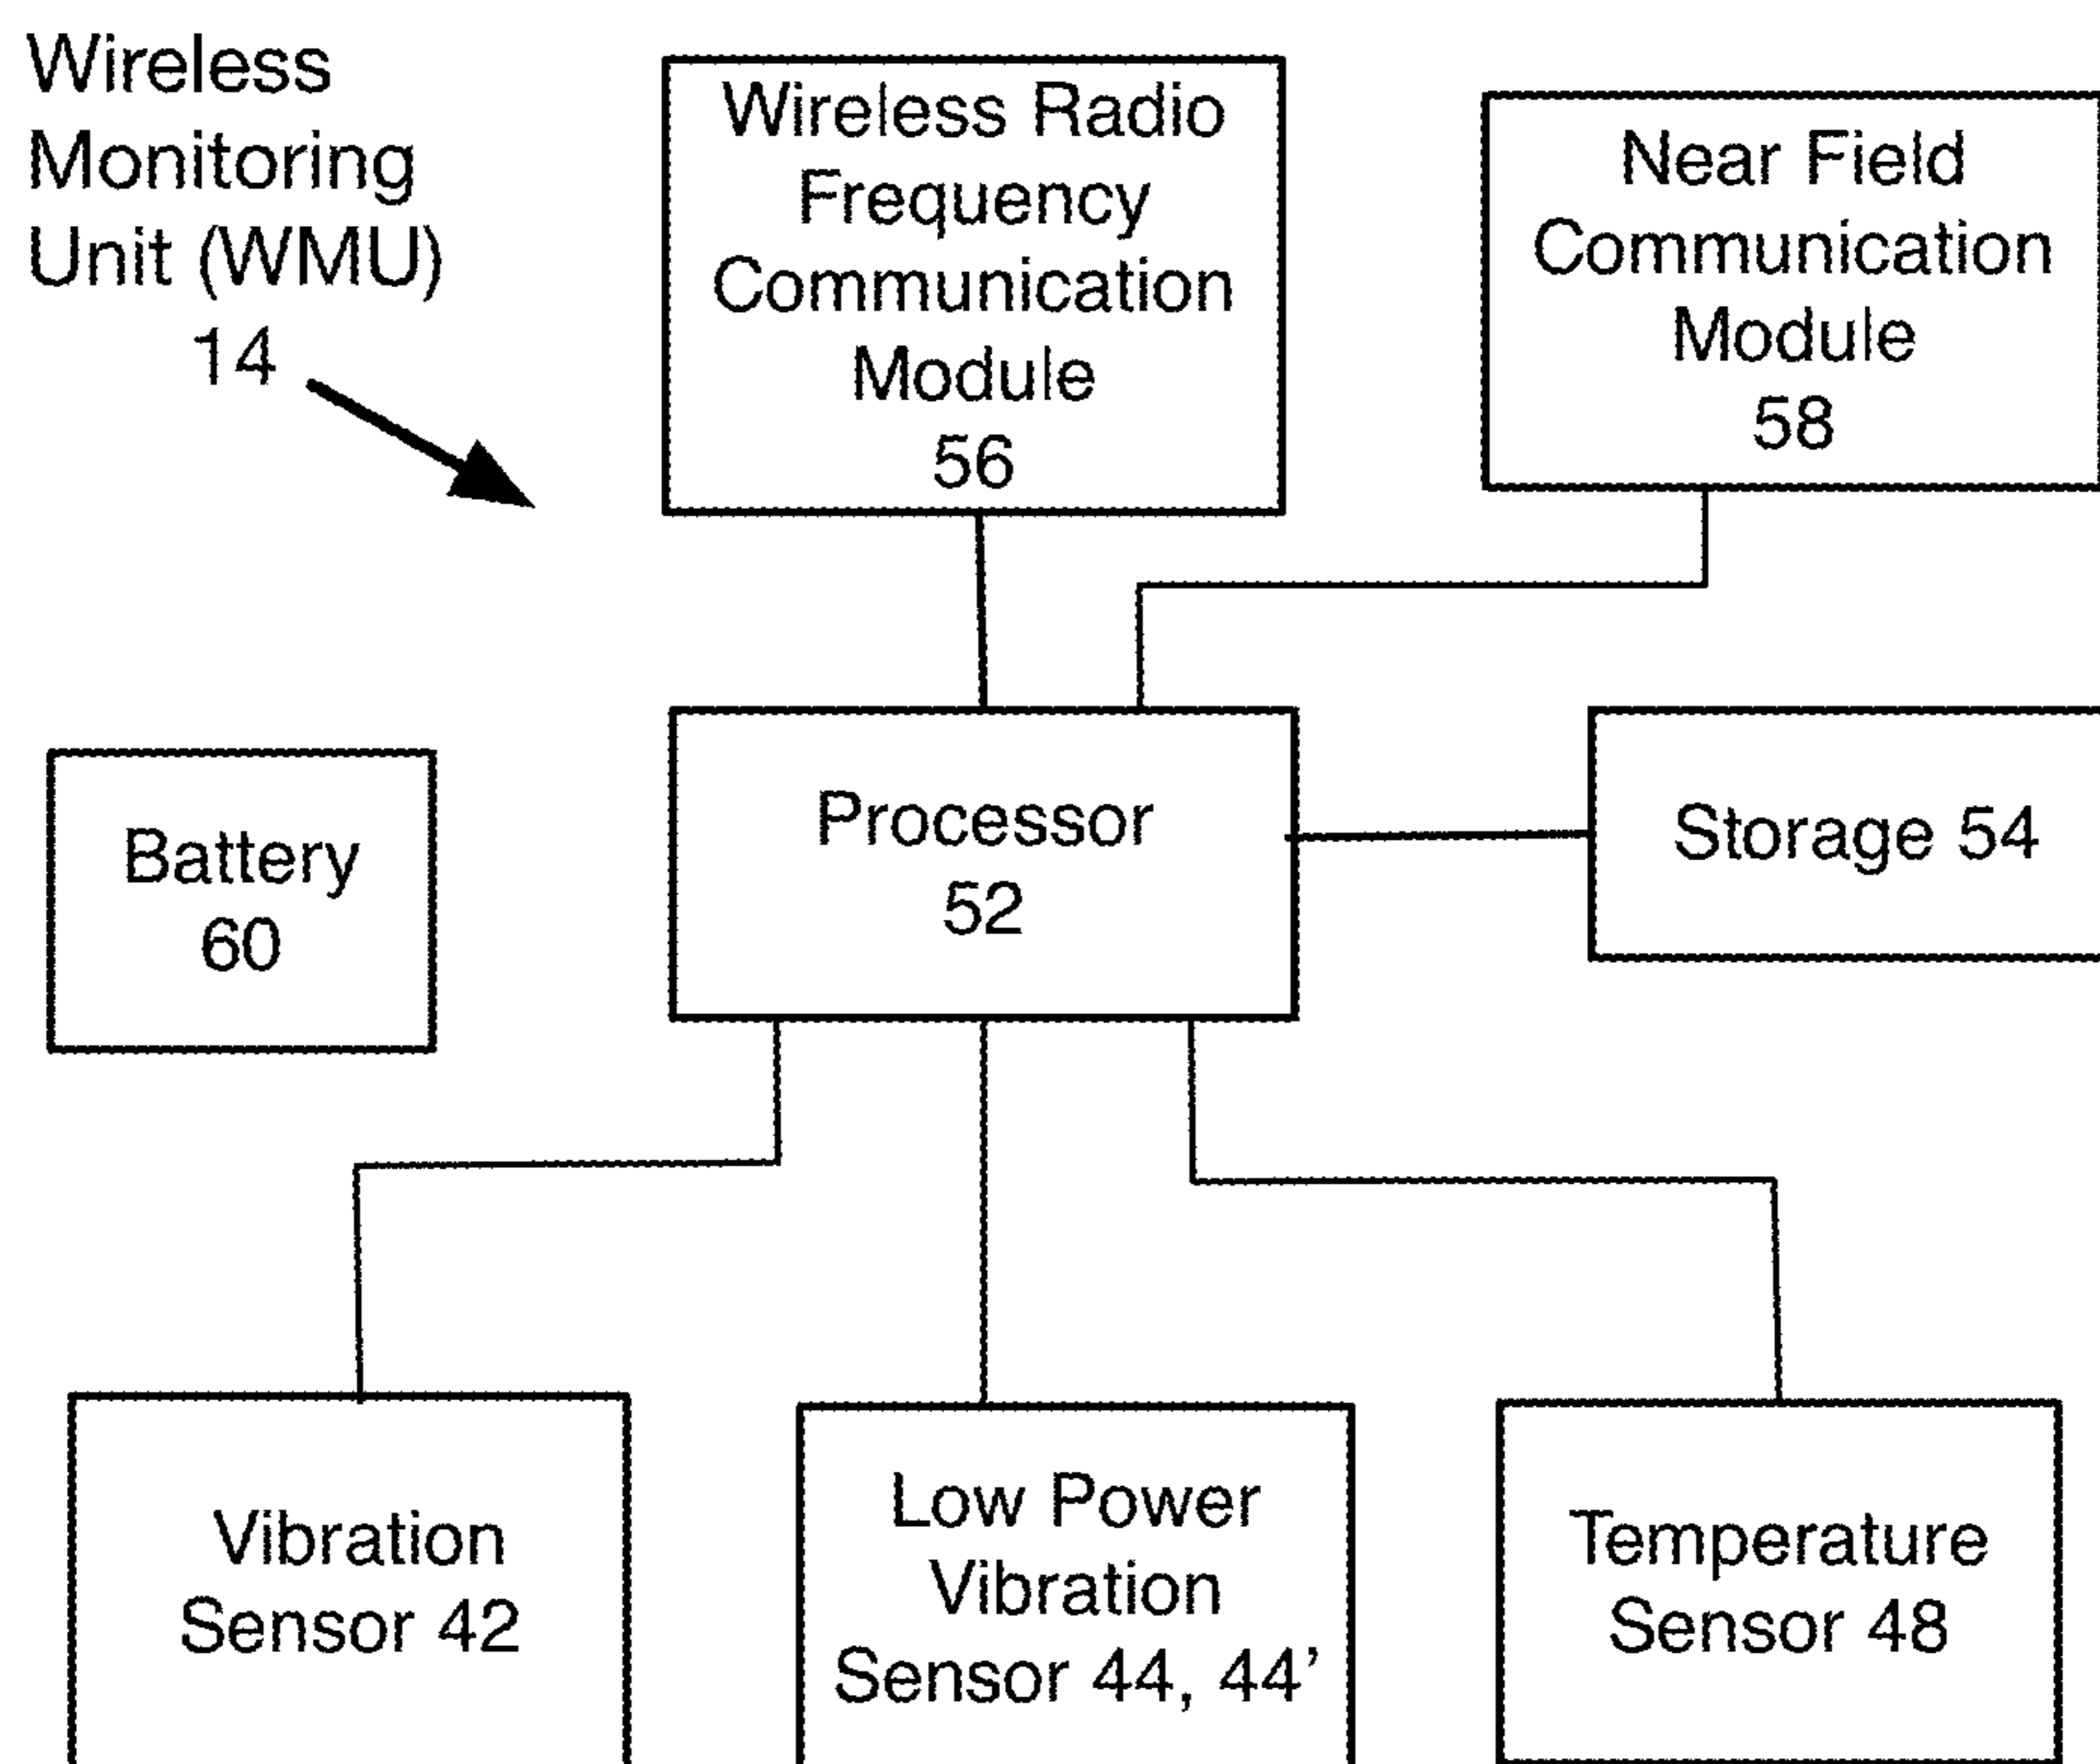 Wireless
Monitoring
Unit (WMU)
14
Wireless Radio
Frequency
Communication
Module
56
Near Field
Communication
Module
58
Battery
60
Processor
52
Storage 54
Vibration
Sensor 42
Low Power
Vibration
Sensor 44, 44’
Temperature
Sensor 48